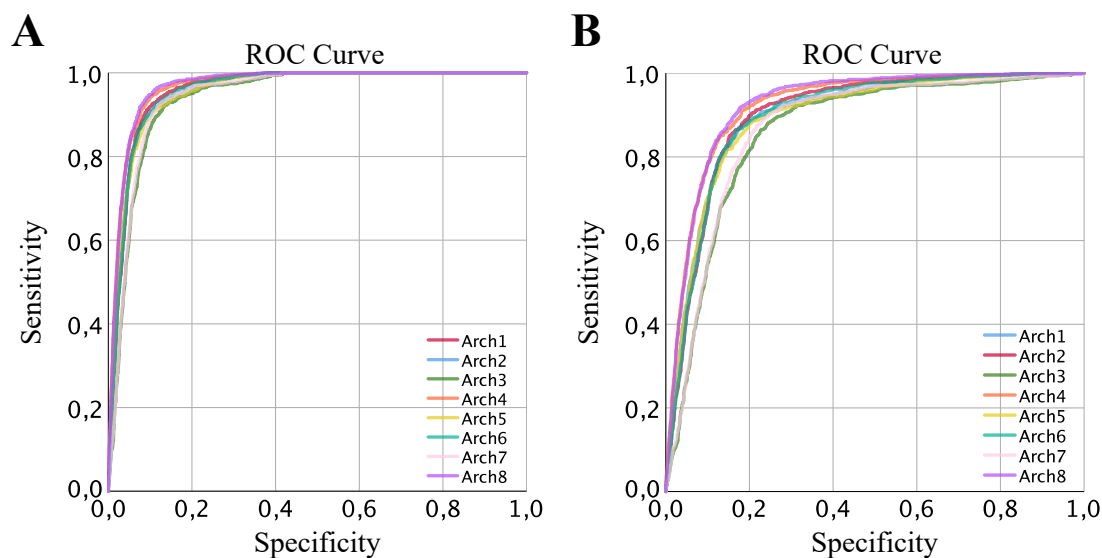 A
ROC Curve
Sensitivity
1,0
0,8
0,6
0,4
0,2
0,0
Arch1
Arch2
Arch3
Arch4
Arch5
Arch6
Arch7
Arch8
0,0 0,2 0,4 0,6 0,8 1,0
Specificity
B
ROC Curve
Sensitivity
1,0
0,8
0,6
0,4
0,2
0,0
Arch1
Arch2
Arch3
Arch4
Arch5
Arch6
Arch7
Arch8
0,0 0,2 0,4 0,6 0,8 1,0
Specificity